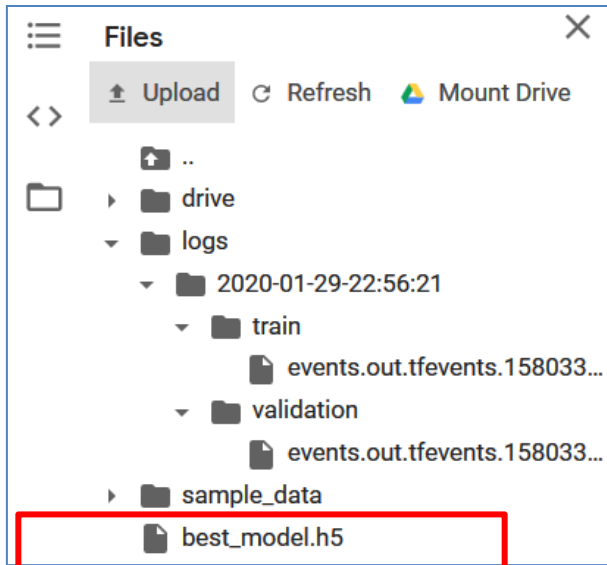 Files
Upload Refresh Mount Drive
..
drive
logs
2020-01-29-22:56:21
train
events.out.tfevents.158033...
validation
events.out.tfevents.158033...
sample_data
best_model.h5